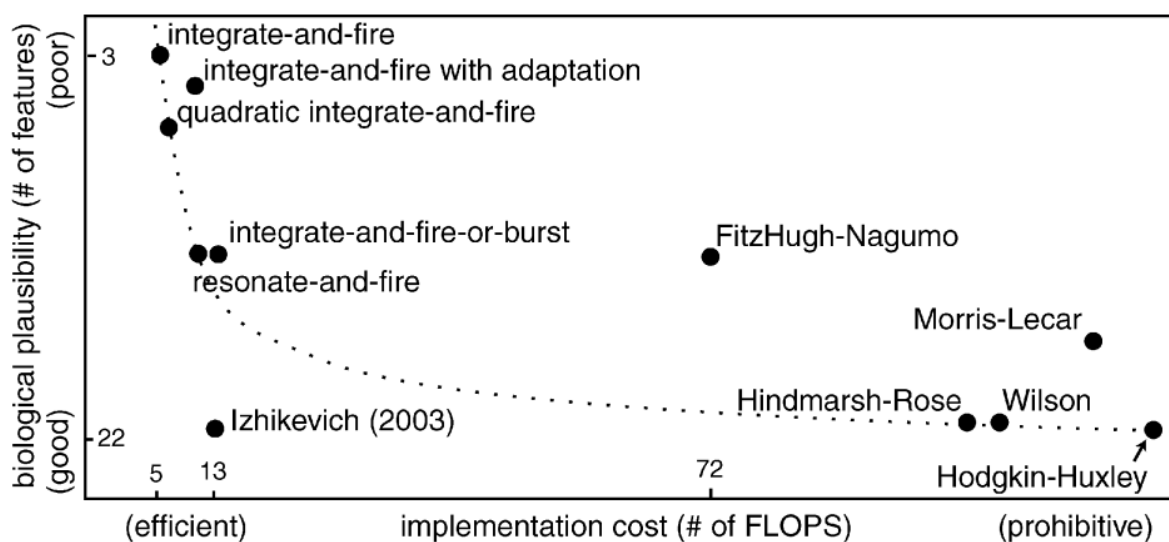 biological plausibility (# of features)
(poor)
(good)
3
22
integrate-and-fire
integrate-and-fire with adaptation
quadratic integrate-and-fire
integrate-and-fire-or-burst
resonate-and-fire
FitzHugh-Nagumo
Morris-Lecar
Izhikevich (2003)
Hindmarsh-Rose
Wilson
Hodgkin-Huxley
5
13
72
(efficient)
implementation cost (# of FLOPS)
(prohibitive)